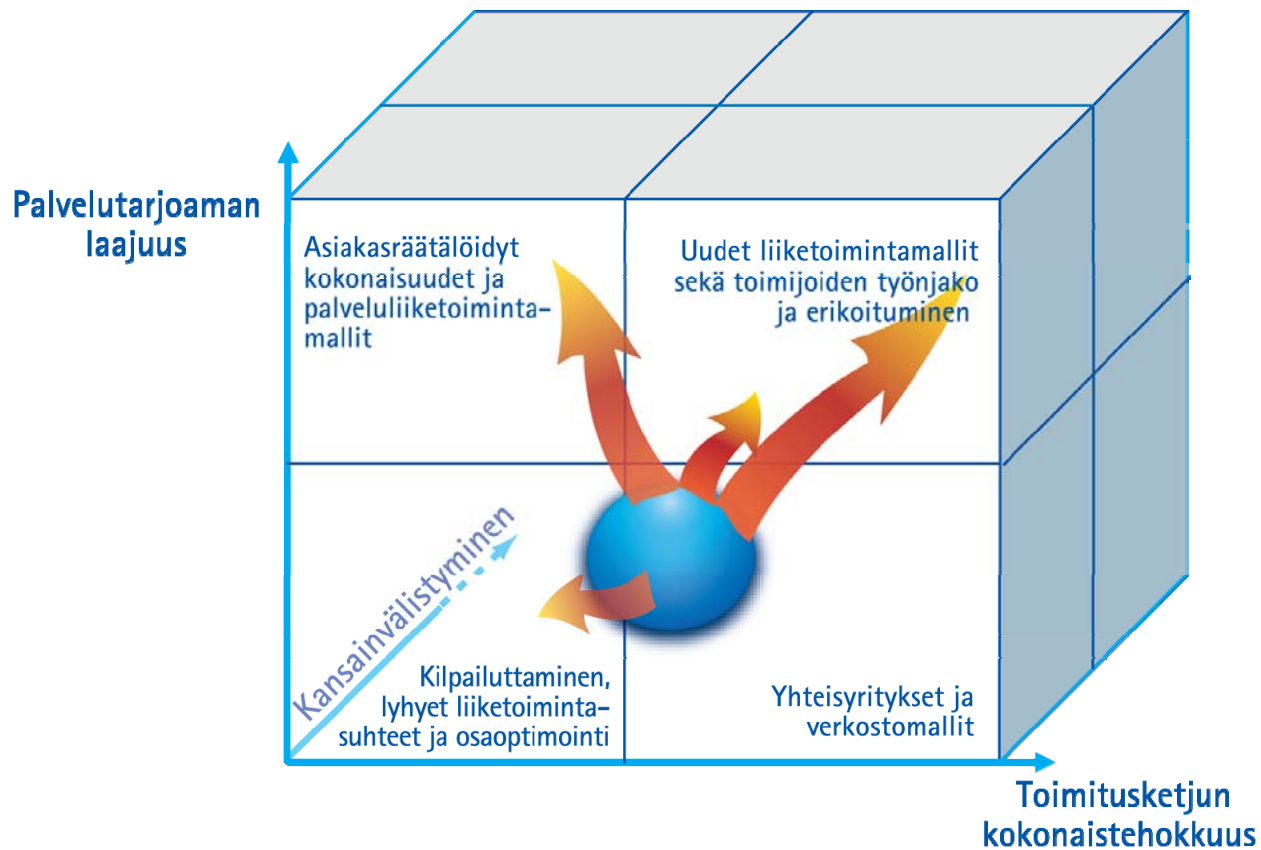 Palvelutarjoaman
laajuus
Asiakasräätälöidyt
kokonaisuudet ja
palveluliiketoiminta-
mallit
Uudet liiketoimintamallit
sekä toimijoiden työnjako
ja erikoituminen
Kansainvälistyminen
Kilpailuttaminen,
lyhyet liiketoiminta-
suhteet ja osaoptimointi
Yhteisyritykset ja
verkostomallit
Toimitusketjun
kokonaistehokkuus